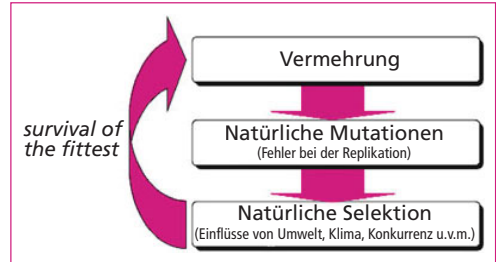 Vermehrung
survival of
the fittest
Natürliche Mutationen
(Fehler bei der Replikation)
Natürliche Selektion
(Einflüsse von Umwelt, Klima, Konkurrenz u.v.m.)